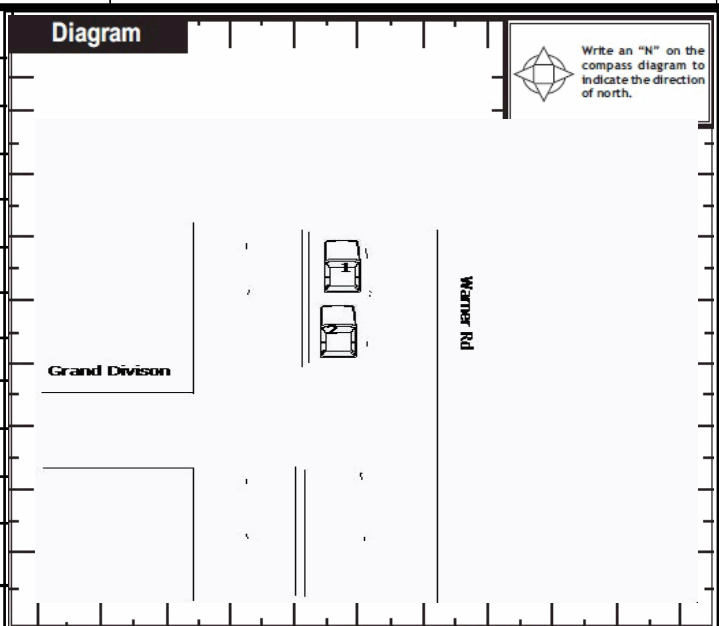 Diagram
Write an “N” on the
compass diagram to
indicate the direction
of north.
1
2
Warner Rd
Grand Divison